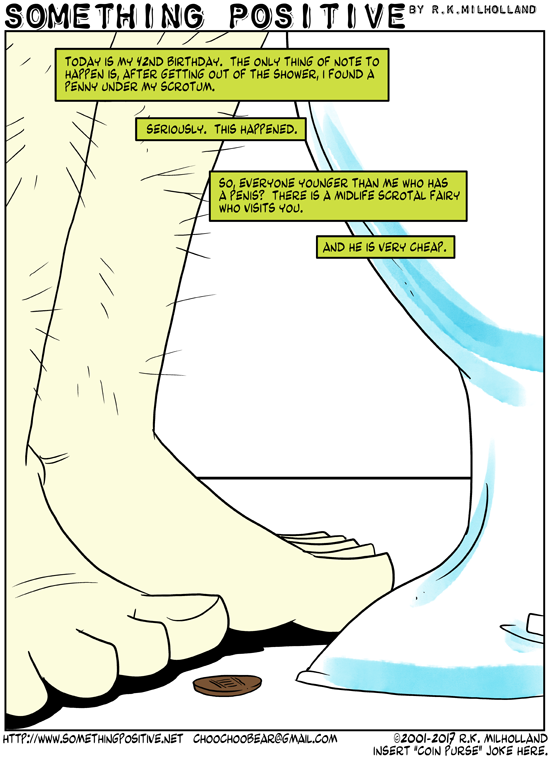 SOMETHING POSITIVE BY R.K.MILHOLLAND
TODAY IS MY 42ND BIRTHDAY. THE ONLY THING OF NOTE TO
HAPPEN IS, AFTER GETTING OUT OF THE SHOWER, I FOUND A
PENNY UNDER MY SCROTUM.
SERIOUSLY. THIS HAPPENED.
SO, EVERYONE YOUNGER THAN ME WHO HAS
A PENIS? THERE IS A MIDLIFE SCROTAL FAIRY
WHO VISITS YOU.
AND HE IS VERY CHEAP.
HTTP://WWW.SOMETHINGPOSITIVE.NET CHOOCHOOBEAR@GMAIL.COM ©2001-2017 R.K. MILHOLLAND
INSERT "COIN PURSE" JOKE HERE.